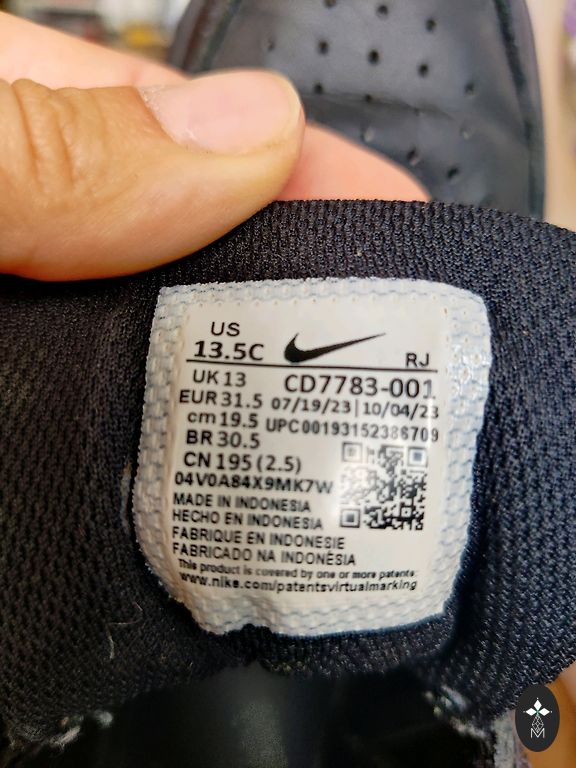 US
13.5C
RJ
UK 13
CD7783-001
EUR 31.5
07/19/23 | 10/04/23
cm 19.5
UPC00193152386709
BR 30.5
CN 195 (2.5)
04V0A84X9MK7W
MADE IN INDONESIA
HECHO EN INDONESIA
FABRIQUE EN INDONESIE
FABRICADO NA INDONÉSIA
This product is covered by one or more patents:
www.nike.com/patentsvirtualmarking
M